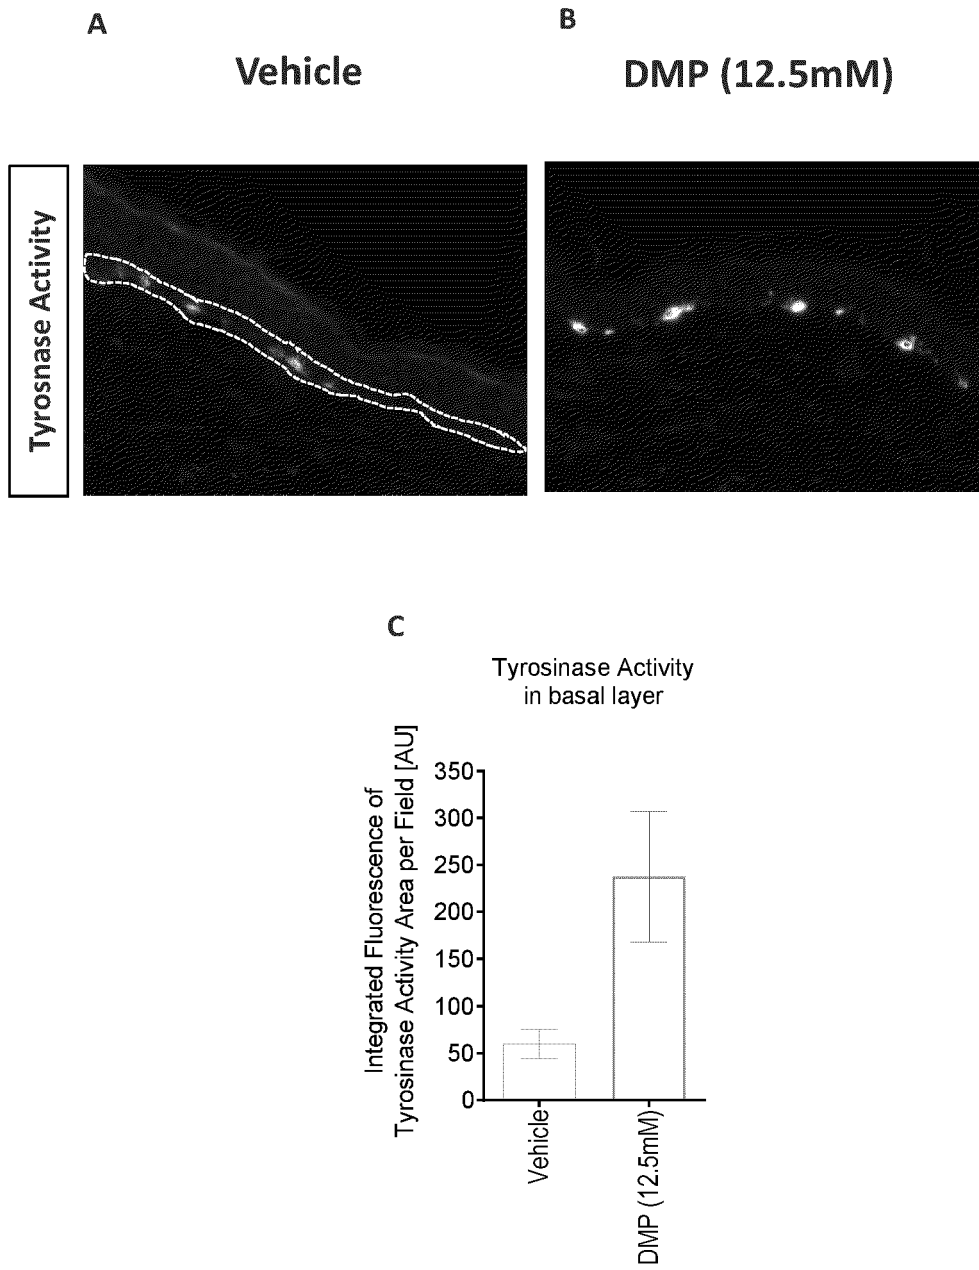 A
B
Vehicle
DMP (12.5mM)
Tyrosnase Activity
C
Tyrosinase Activity
in basal layer
Integrated Fluorescence of
Tyrosinase Activity Area per Field [AU]
350
300
250
200
150
100
50
0
Vehicle
DMP (12.5mM)